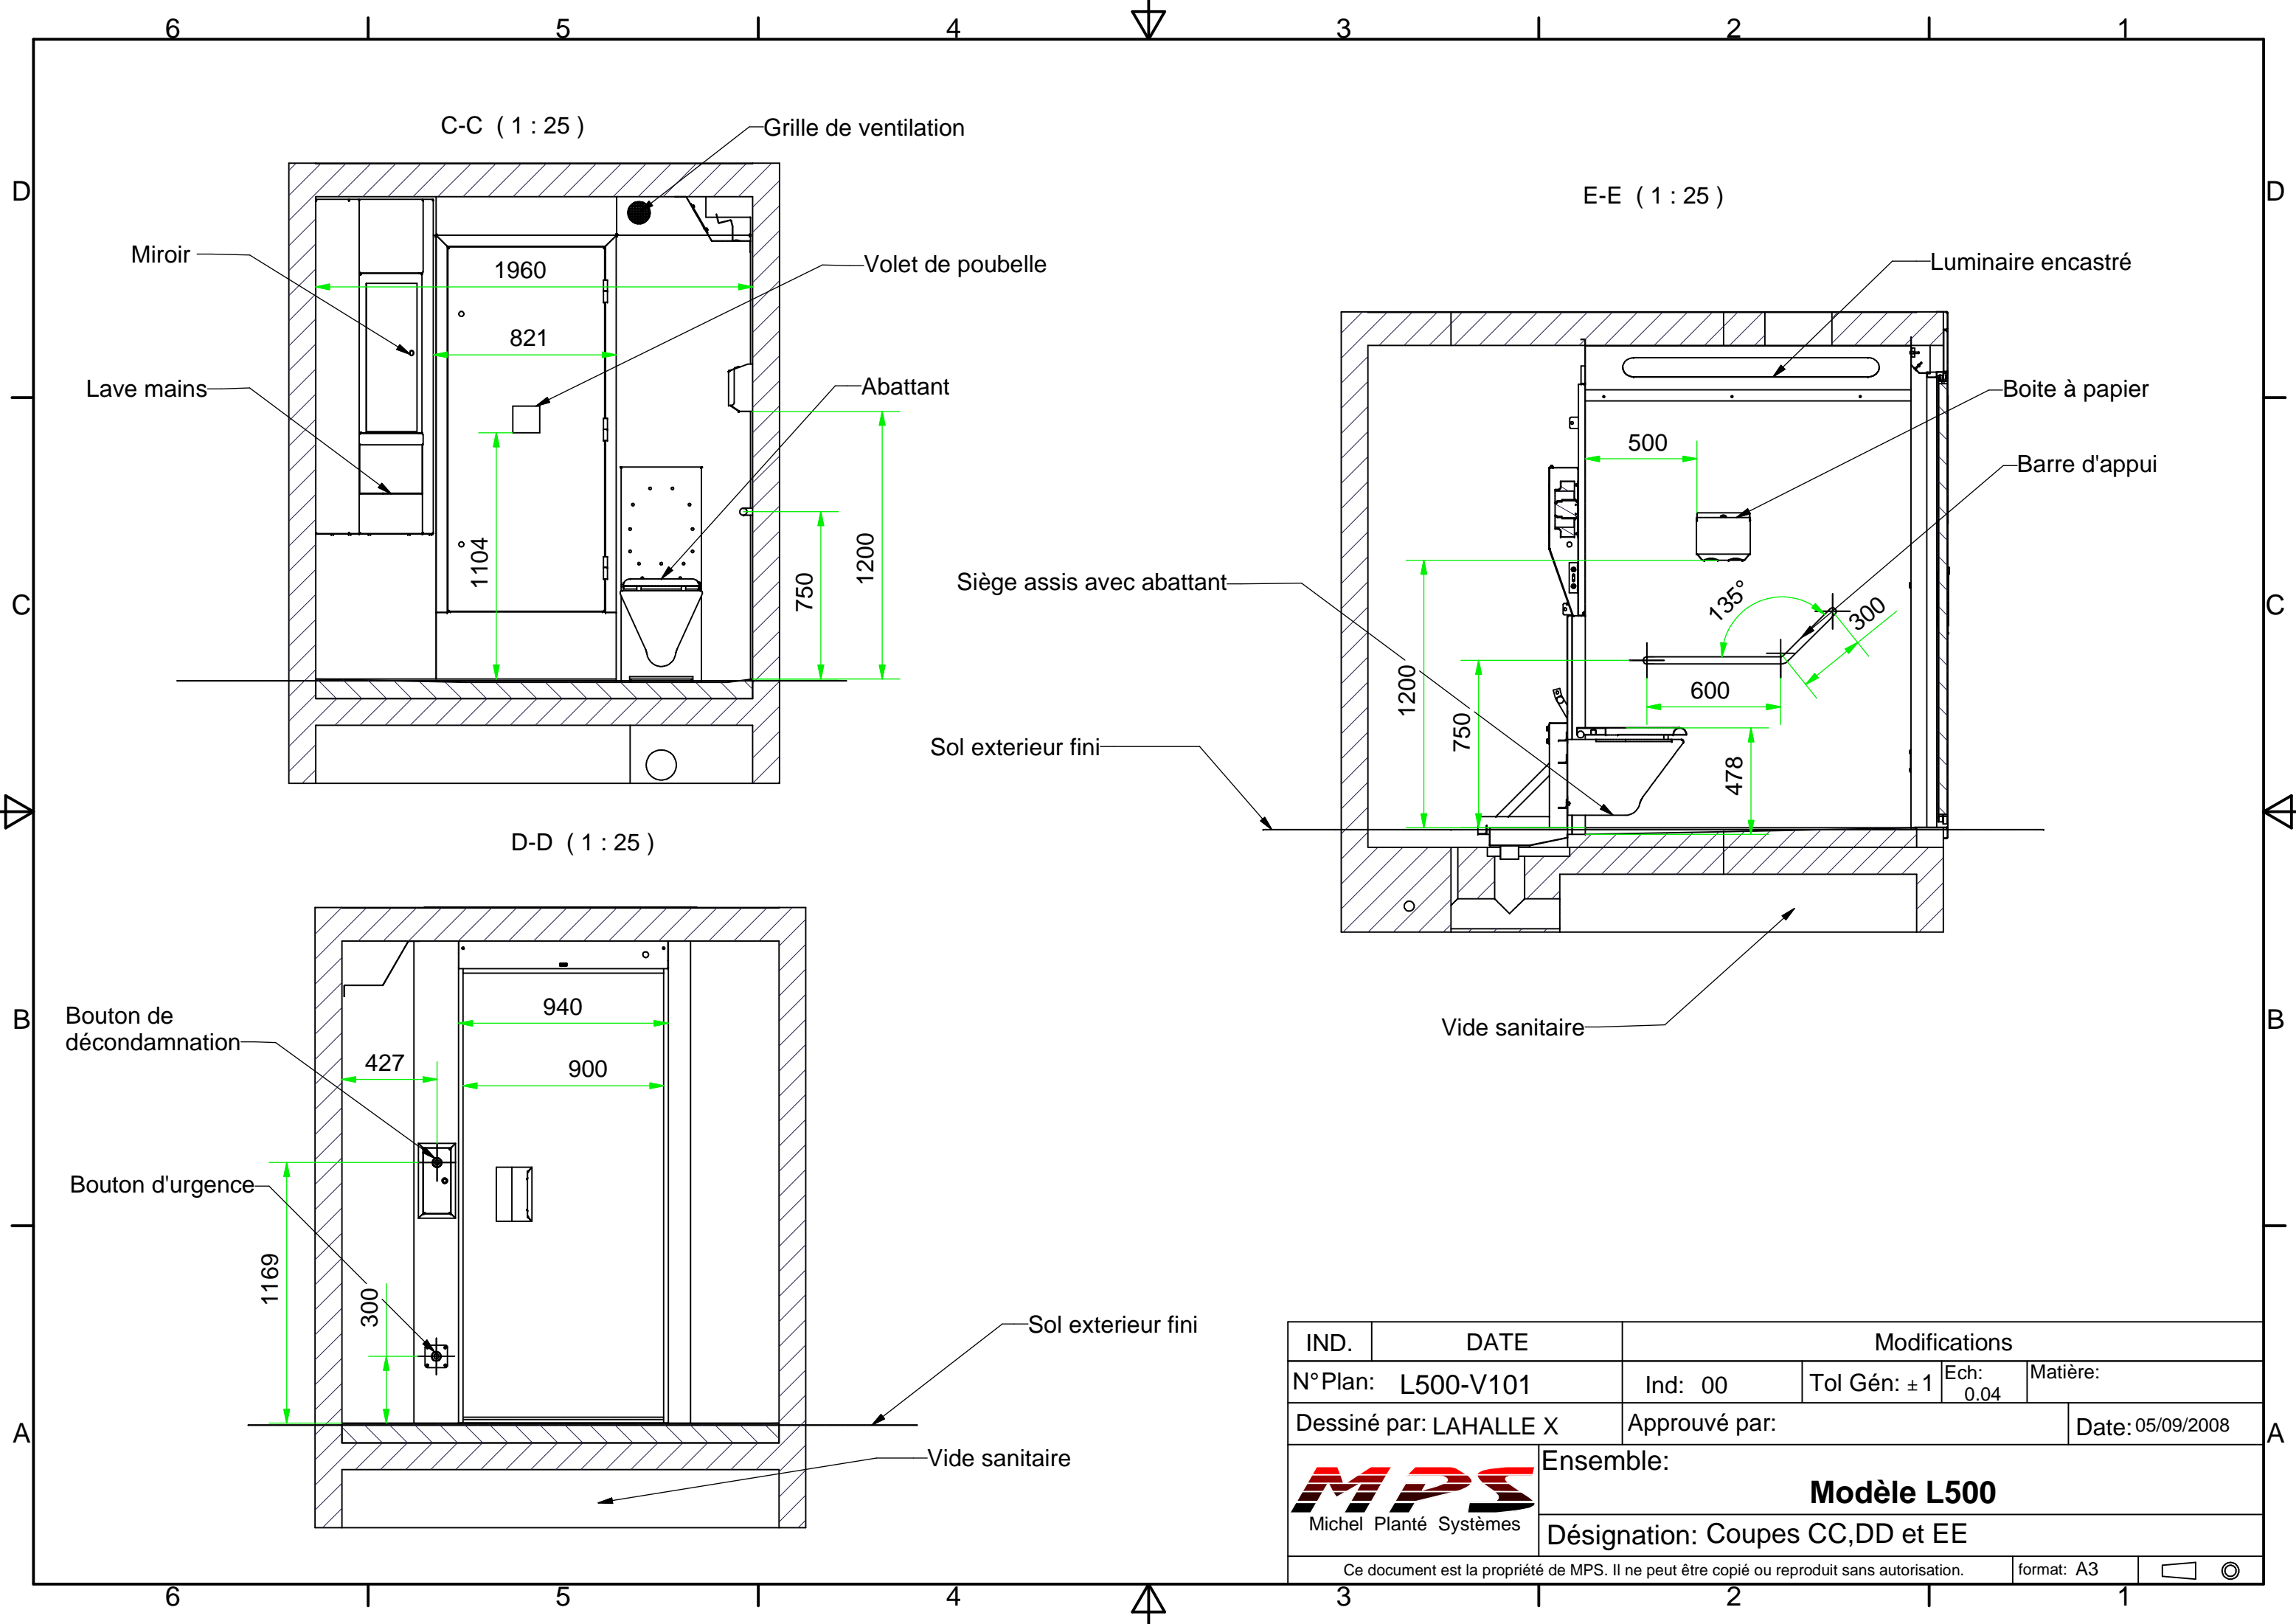 6 5 4 3 2 1
D
D
C
C
B
B
A
A
C-C ( 1 : 25 )
Grille de ventilation
Miroir
1960
Volet de poubelle
821
Lave mains
Abattant
1104
750
1200
E-E ( 1 : 25 )
Luminaire encastré
Boite à papier
500
Barre d'appui
Siège assis avec abattant
135°
300
1200
600
750
Sol exterieur fini
478
Vide sanitaire
D-D ( 1 : 25 )
940
Bouton de
décondamnation
427
900
Bouton d'urgence
1169
300
Sol exterieur fini
Vide sanitaire
IND. DATE Modifications
N°Plan: L500-V101 Ind: 00 Tol Gén: ±1 Ech: 0.04 Matière:
Dessiné par: LAHALLE X Approuvé par: Date: 05/09/2008
MPS
Michel Planté Systèmes
Ensemble:
Modèle L500
Désignation: Coupes CC,DD et EE
Ce document est la propriété de MPS. Il ne peut être copié ou reproduit sans autorisation. format: A3
6 5 4 3 2 1